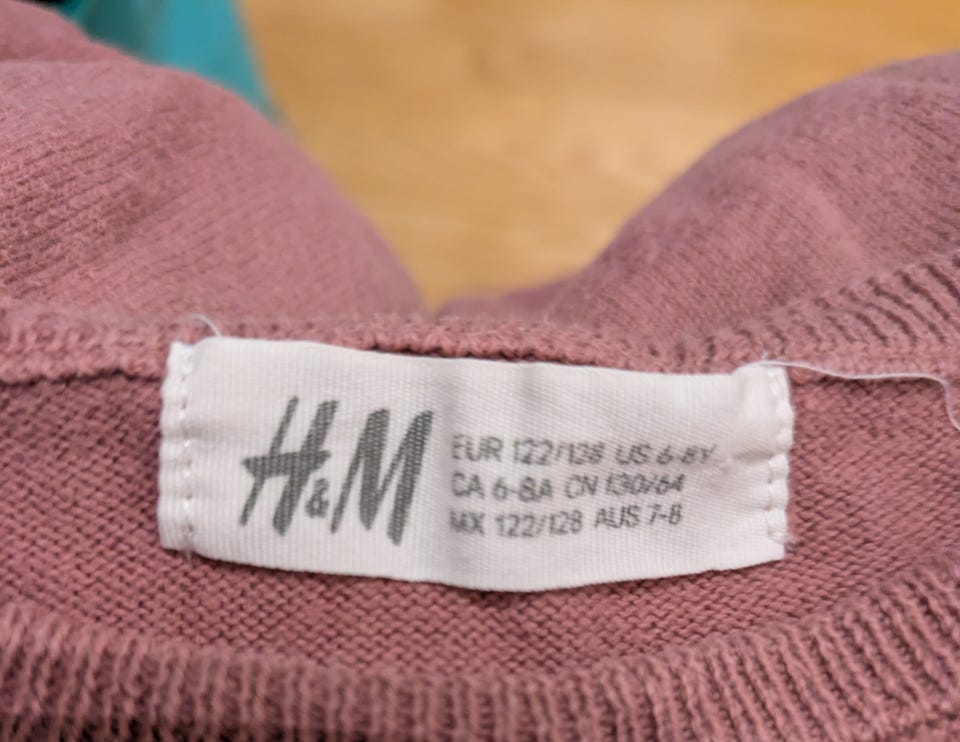 H&M
EUR 122/128 US 6-8Y
CA 6-8A CN 130/64
MX 122/128 AUS 7-8